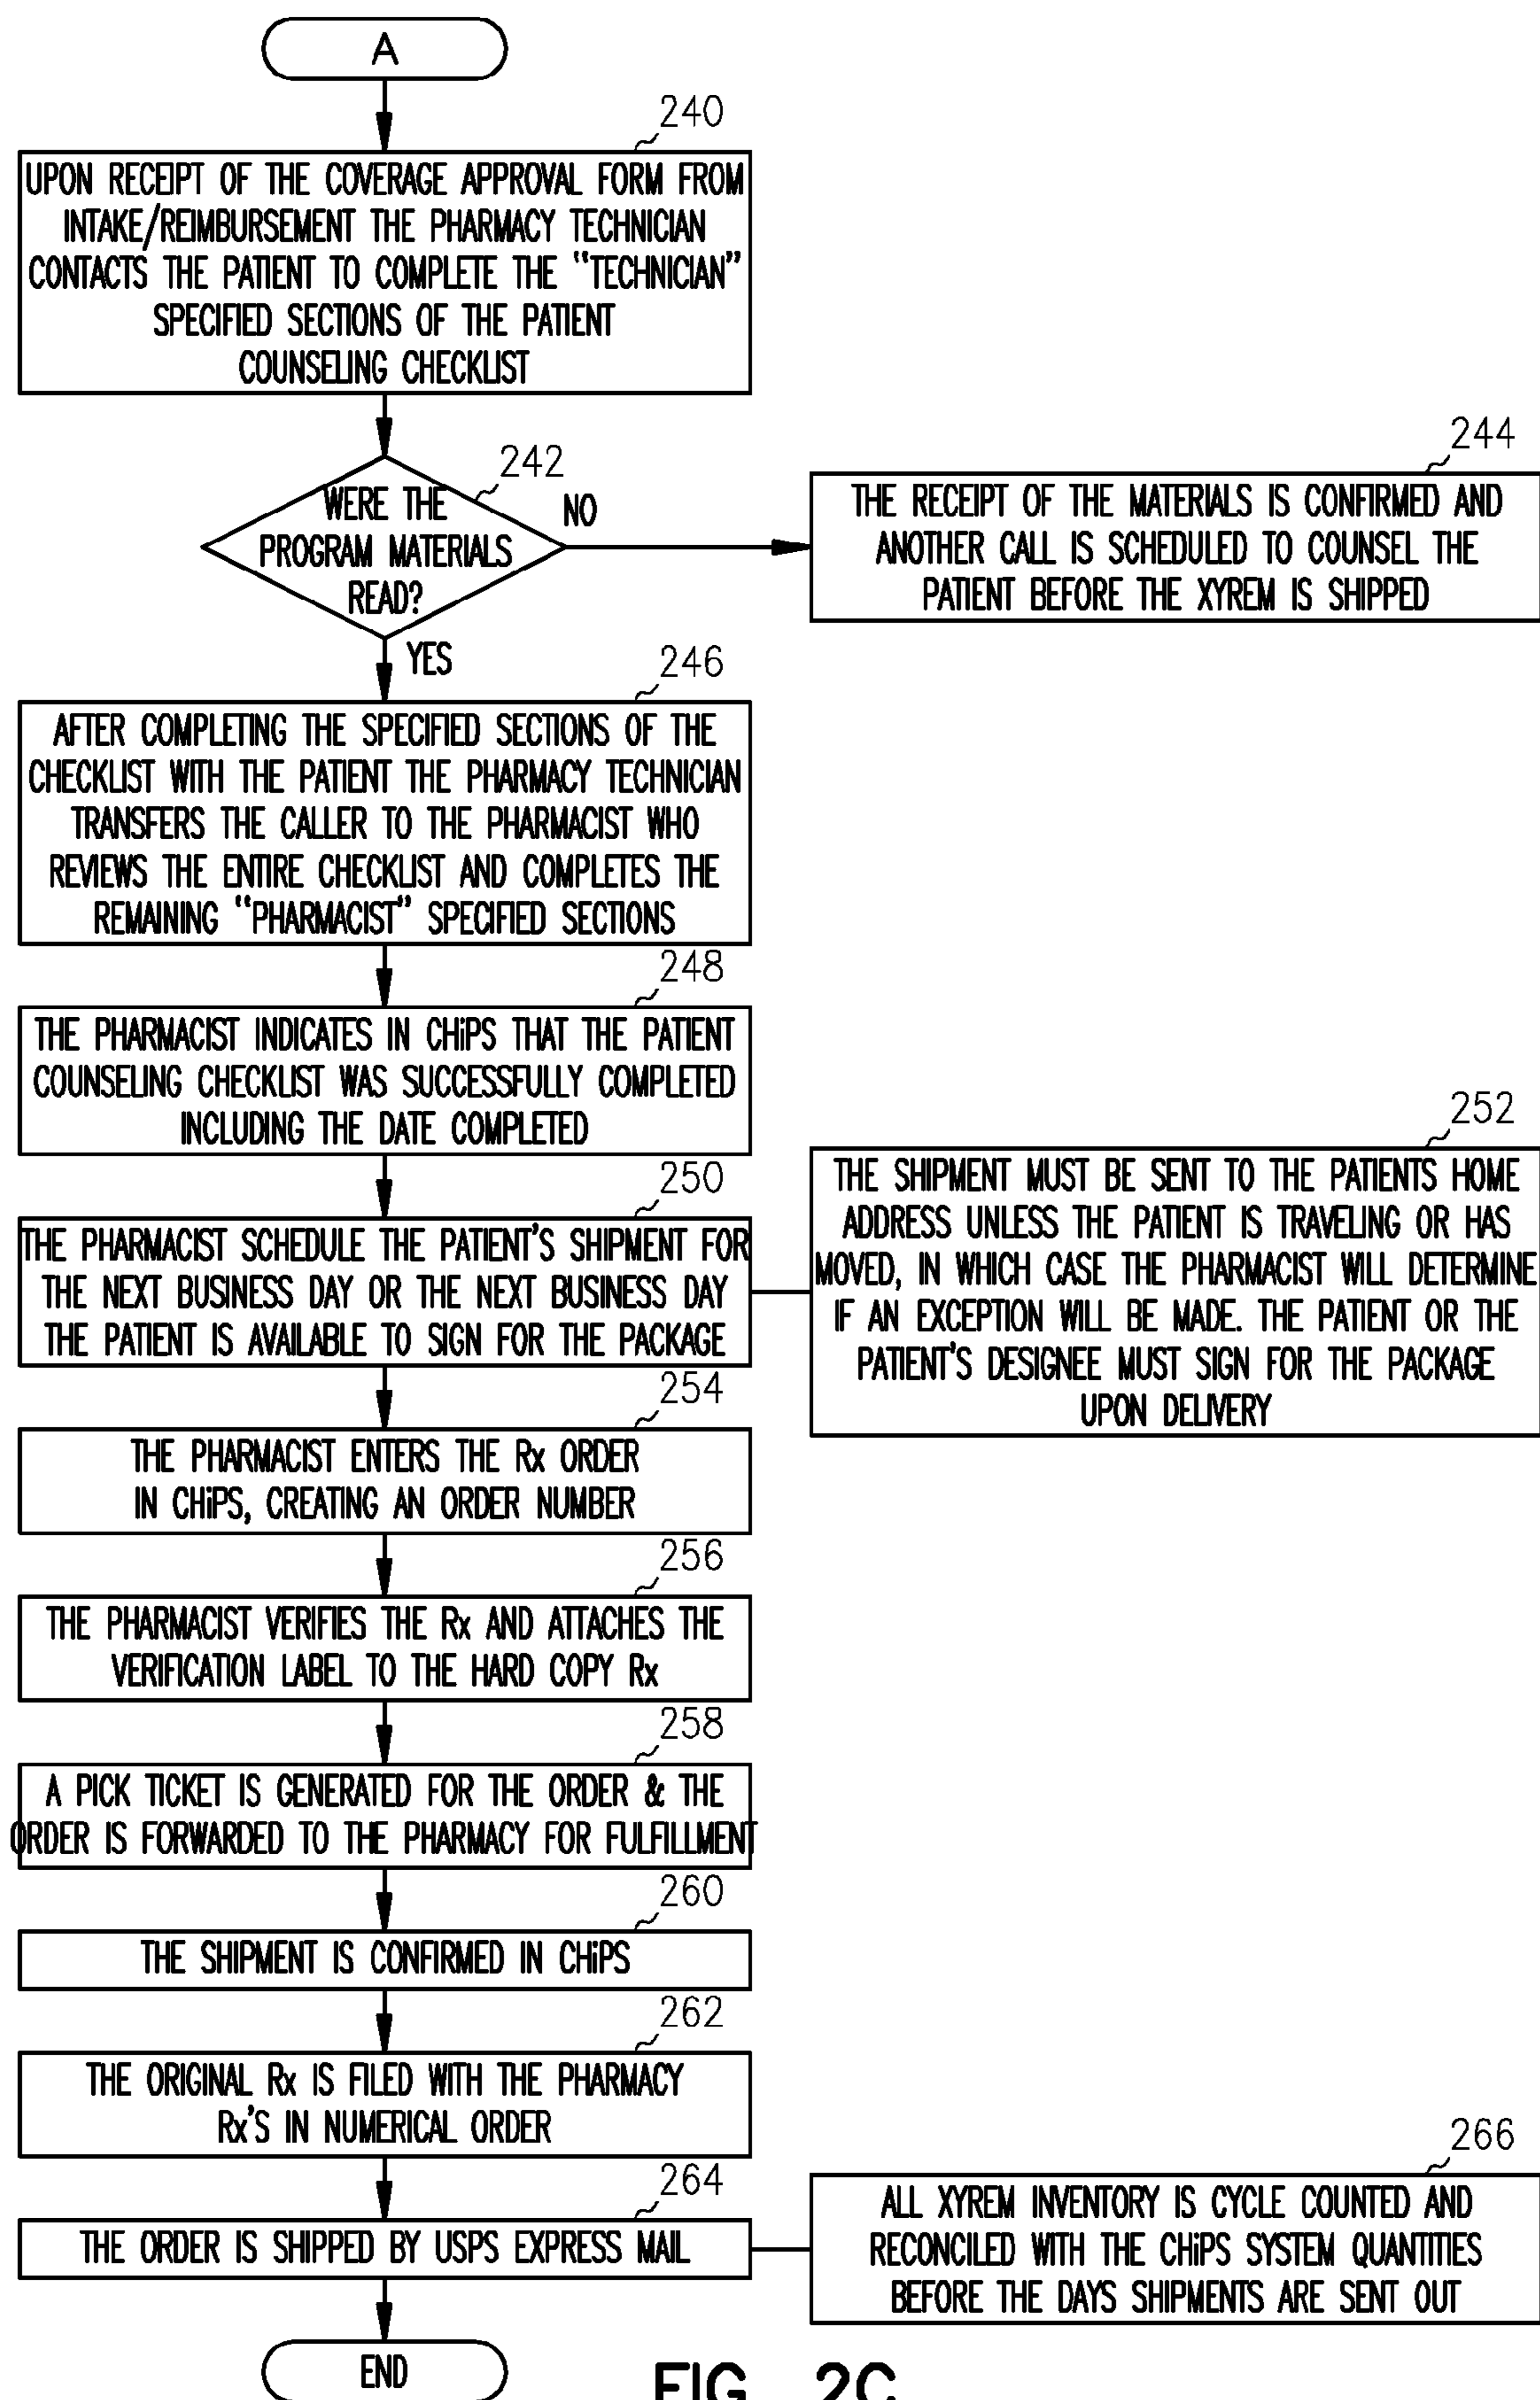 A
240
UPON RECEIPT OF THE COVERAGE APPROVAL FORM FROM
INTAKE/REIMBURSEMENT THE PHARMACY TECHNICIAN
CONTACTS THE PATIENT TO COMPLETE THE "TECHNICIAN"
SPECIFIED SECTIONS OF THE PATIENT
COUNSELING CHECKLIST
242
WERE THE
PROGRAM MATERIALS
READ?
NO
YES
244
THE RECEIPT OF THE MATERIALS IS CONFIRMED AND
ANOTHER CALL IS SCHEDULED TO COUNSEL THE
PATIENT BEFORE THE XYREM IS SHIPPED
246
AFTER COMPLETING THE SPECIFIED SECTIONS OF THE
CHECKLIST WITH THE PATIENT THE PHARMACY TECHNICIAN
TRANSFERS THE CALLER TO THE PHARMACIST WHO
REVIEWS THE ENTIRE CHECKLIST AND COMPLETES THE
REMAINING "PHARMACIST" SPECIFIED SECTIONS
248
THE PHARMACIST INDICATES IN CHiPS THAT THE PATIENT
COUNSELING CHECKLIST WAS SUCCESSFULLY COMPLETED
INCLUDING THE DATE COMPLETED
250
THE PHARMACIST SCHEDULE THE PATIENT'S SHIPMENT FOR
THE NEXT BUSINESS DAY OR THE NEXT BUSINESS DAY
THE PATIENT IS AVAILABLE TO SIGN FOR THE PACKAGE
252
THE SHIPMENT MUST BE SENT TO THE PATIENTS HOME
ADDRESS UNLESS THE PATIENT IS TRAVELING OR HAS
MOVED, IN WHICH CASE THE PHARMACIST WILL DETERMINE
IF AN EXCEPTION WILL BE MADE. THE PATIENT OR THE
PATIENT'S DESIGNEE MUST SIGN FOR THE PACKAGE
UPON DELIVERY
254
THE PHARMACIST ENTERS THE Rx ORDER
IN CHiPS, CREATING AN ORDER NUMBER
256
THE PHARMACIST VERIFIES THE Rx AND ATTACHES THE
VERIFICATION LABEL TO THE HARD COPY Rx
258
A PICK TICKET IS GENERATED FOR THE ORDER & THE
ORDER IS FORWARDED TO THE PHARMACY FOR FULFILLMENT
260
THE SHIPMENT IS CONFIRMED IN CHiPS
262
THE ORIGINAL Rx IS FILED WITH THE PHARMACY
Rx'S IN NUMERICAL ORDER
264
THE ORDER IS SHIPPED BY USPS EXPRESS MAIL
266
ALL XYREM INVENTORY IS CYCLE COUNTED AND
RECONCILED WITH THE CHiPS SYSTEM QUANTITIES
BEFORE THE DAYS SHIPMENTS ARE SENT OUT
END
FIG. 2C